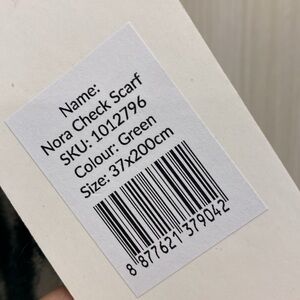 Name:
Nora Check Scarf
SKU: 1012796
Colour: Green
Size: 37x200cm
8 877621 379042